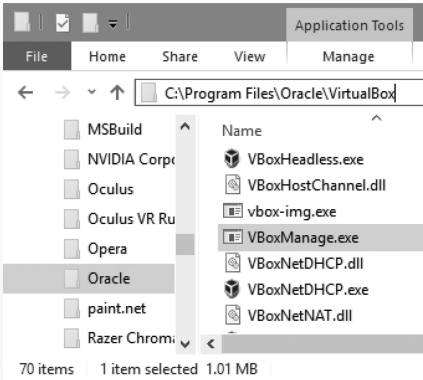 Application Tools
File Home Share View Manage
C:\Program Files\Oracle\VirtualBox
MSBuild
NVIDIA Corpo
Oculus
Oculus VR Ru
Opera
Oracle
paint.net
Razer Chroma
Name
VBoxHeadless.exe
VBoxHostChannel.dll
vbox-img.exe
VBoxManage.exe
VBoxNetDHCP.dll
VBoxNetDHCP.exe
VBoxNetNAT.dll
70 items 1 item selected 1.01 MB